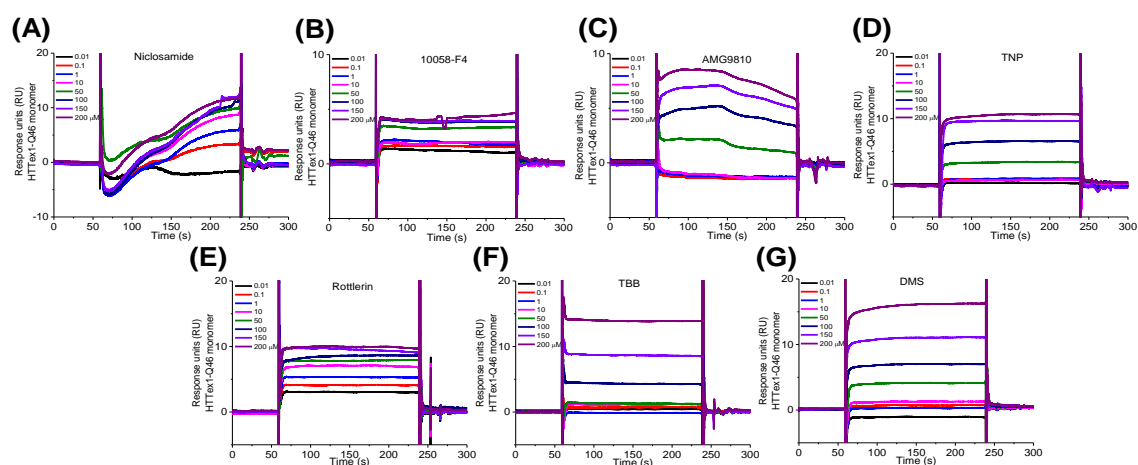 (A)
Niclosamide
0.01
0.1
1
10
50
100
150
200 μM
20
10
0
-10
Response units (RU)
HTTex1-Q46 monomer
0 50 100 150 200 250 300
Time (s)
(B)
10058-F4
0.01
0.1
1
10
50
100
150
200 μM
10
0
Response units (RU)
HTTex1-Q46 monomer
0 50 100 150 200 250 300
Time (s)
(C)
AMG9810
0.01
0.1
1
10
50
100
150
200 μM
10
0
Response units (RU)
HTTex1-Q46 monomer
0 50 100 150 200 250 300
Time (s)
(D)
TNP
0.01
0.1
1
10
50
100
150
200 μM
20
10
0
Response units (RU)
HTTex1-Q46 monomer
0 50 100 150 200 250 300
Time (s)
(E)
Rottlerin
0.01
0.1
1
10
50
100
150
200 μM
20
10
0
Response units (RU)
HTTex1-Q46 monomer
0 50 100 150 200 250 300
Time (s)
(F)
TBB
0.01
0.1
1
10
50
100
150
200 μM
20
10
0
Response units (RU)
HTTex1-Q46 monomer
0 50 100 150 200 250 300
Time (s)
(G)
DMS
0.01
0.1
1
10
50
100
150
200 μM
20
10
0
Response units (RU)
HTTex1-Q46 monomer
0 50 100 150 200 250 300
Time (s)